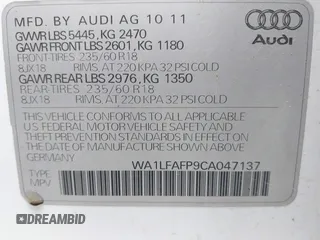 MFD. BY AUDI AG 10 11
GWWR LBS 5445, KG 2470
GAWR FRONT LBS 2601, KG 1180
FRONT-TIRES 235/60 R18
8JX18 RIMS, AT 220 KPA 32 PSI COLD
GAWR REAR LBS 2976, KG 1350
REAR-TIRES 235/60 R18
8JX18 RIMS, AT 220 KPA 32 PSI COLD
Audi
THIS VEHICLE CONFORMS TO ALL APPLICABLE
FEDERAL MOTOR VEHICLE SAFETY AND
THEFT PREVENTION STANDARDS IN EFFECT ON THE
DATE OF MANUFACTURE SHOWN ABOVE.
GERMANY WA1LFAFP9CA047137
TYPE
MPV
DREAMBID